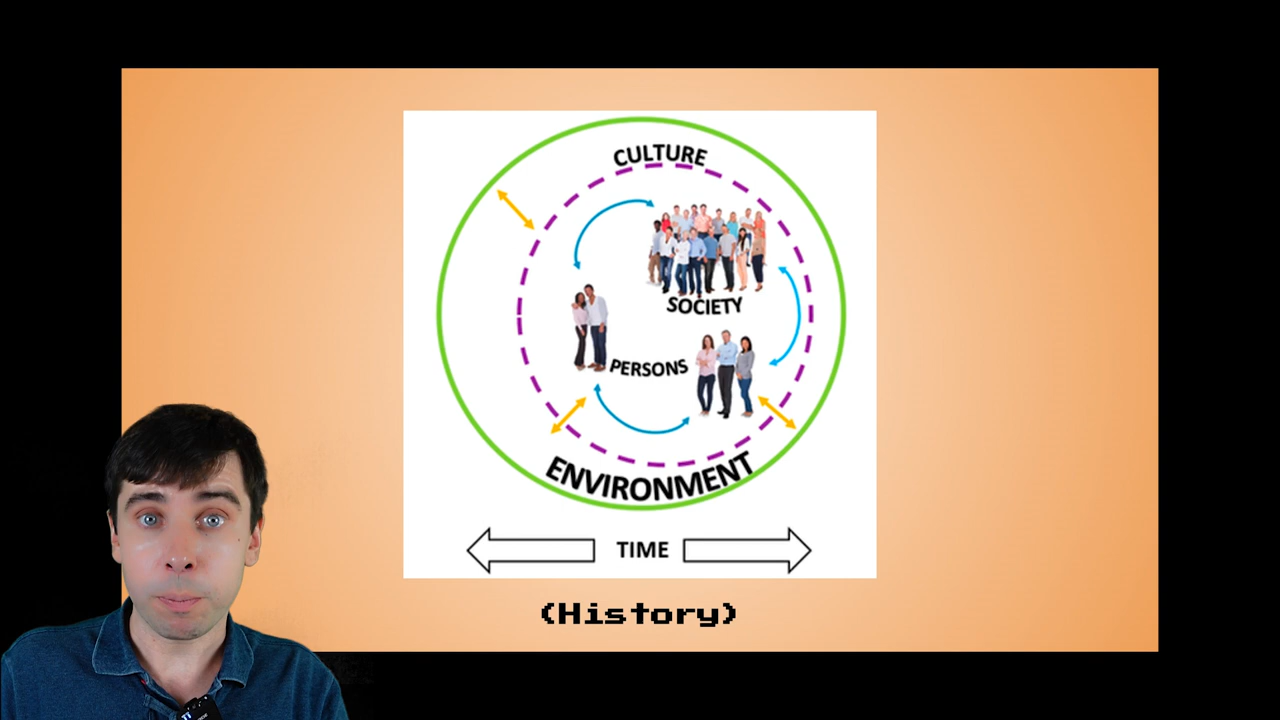 CULTURE
SOCIETY
PERSONS
ENVIRONMENT
TIME
(History)